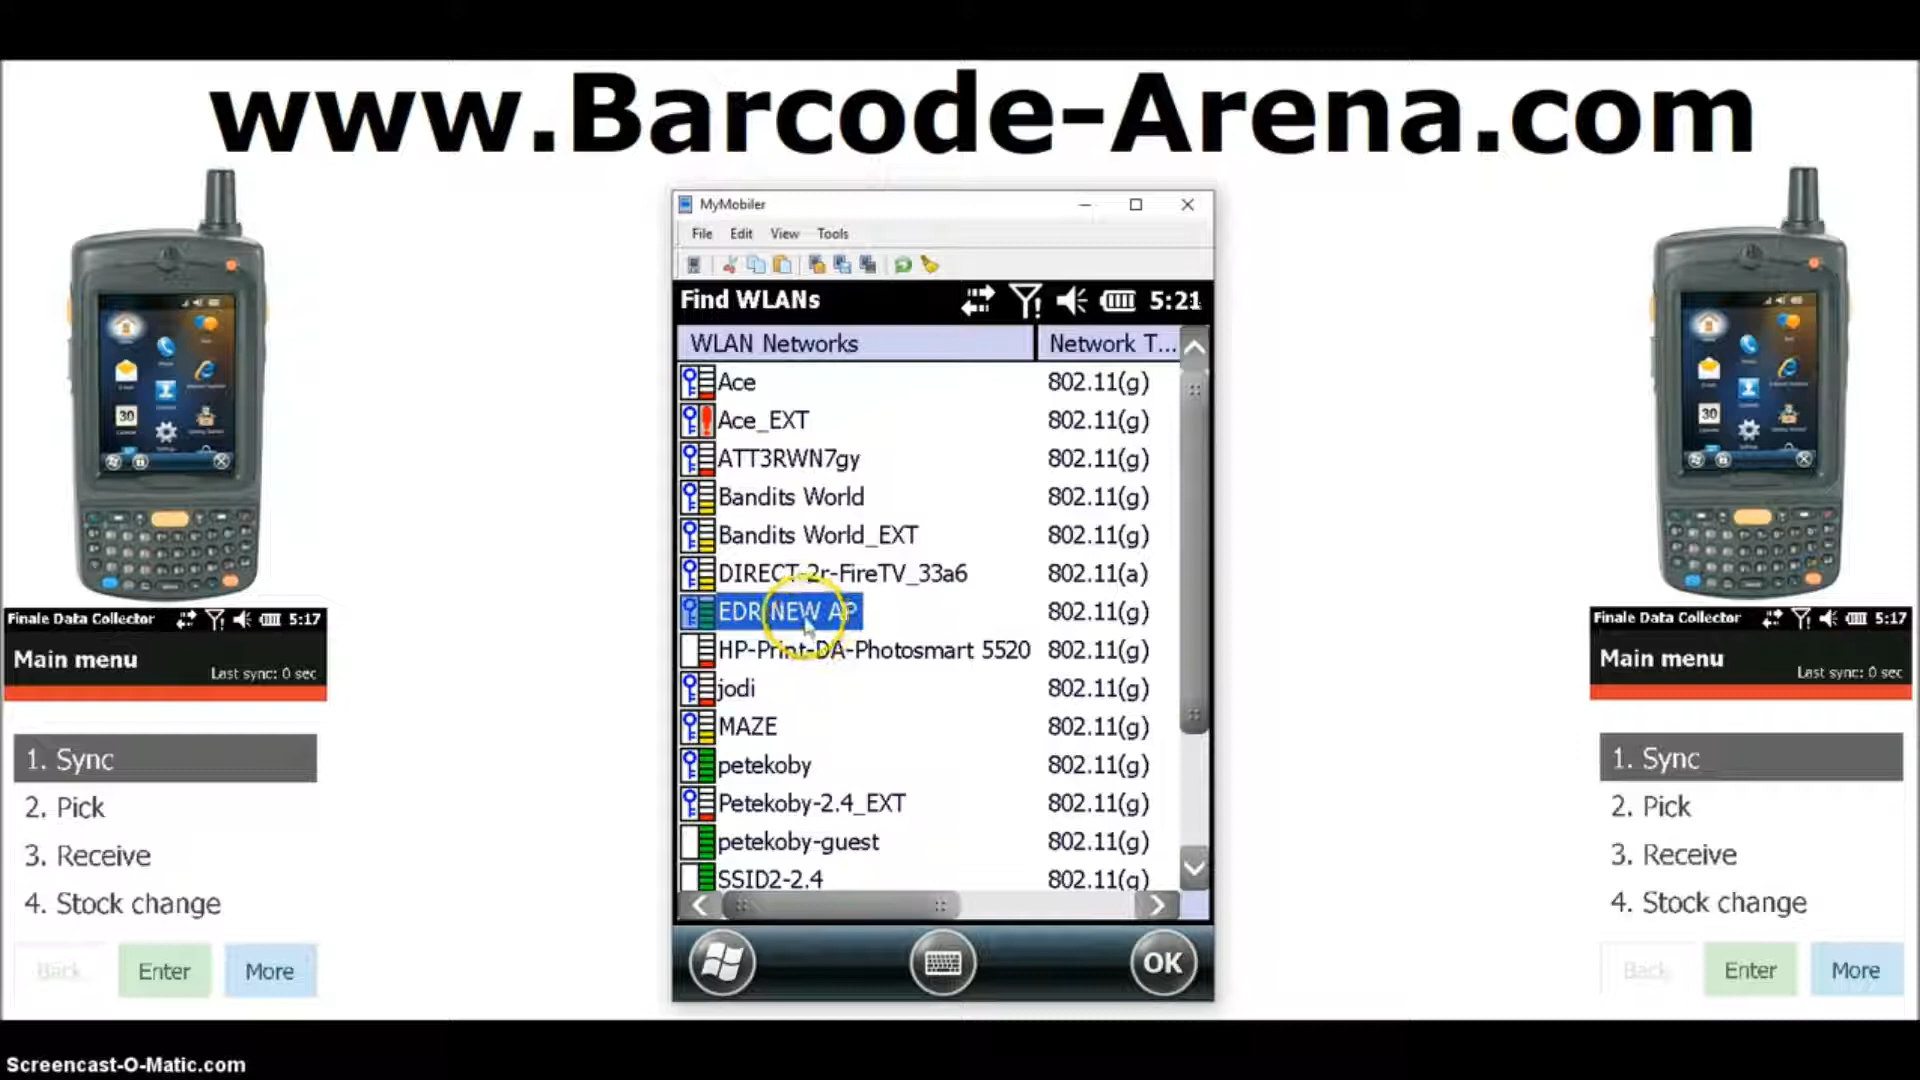 www.Barcode-Arena.com
MyMobiler
File Edit View Tools
Find WLANs 5:21
WLAN Networks Network T...
Ace 802.11(g)
Ace_EXT 802.11(g)
ATT3RWN7gy 802.11(g)
Bandits World 802.11(g)
Bandits World_EXT 802.11(g)
DIRECT-2r-FireTV_33a6 802.11(a)
EDR NEW AP 802.11(g)
HP-Print-DA-Photosmart 5520 802.11(g)
jodi 802.11(g)
MAZE 802.11(g)
petekoby 802.11(g)
Petekoby-2.4_EXT 802.11(g)
petekoby-guest 802.11(g)
SSID2-2.4 802.11(g)
OK
30
Finale Data Collector 5:17
Main menu
Last sync: 0 sec
1. Sync
2. Pick
3. Receive
4. Stock change
Back Enter More
30
Finale Data Collector 5:17
Main menu
Last sync: 0 sec
1. Sync
2. Pick
3. Receive
4. Stock change
Back Enter More
Screencast-O-Matic.com